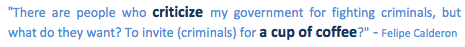 "There are people who criticize my government for fighting criminals, but
what do they want? To invite (criminals) for a cup of coffee?" - Felipe Calderon